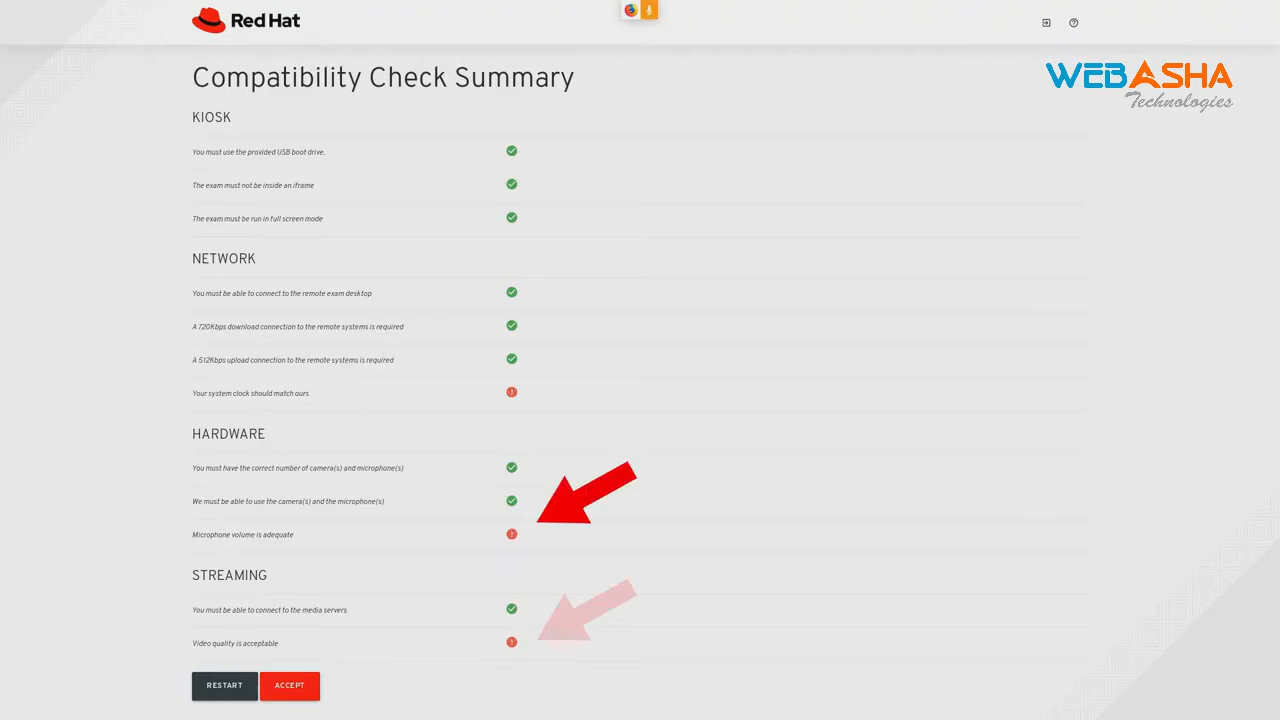 Red Hat
WEBASHA
Technologies
Compatibility Check Summary
KIOSK
You must use the provided USB boot drive.
The exam must not be inside an iframe
The exam must be run in full screen mode
NETWORK
You must be able to connect to the remote exam desktop
A 720Kbps download connection to the remote systems is required
A 512Kbps upload connection to the remote systems is required
Your system clock should match ours
HARDWARE
You must have the correct number of camera(s) and microphone(s)
We must be able to use the camera(s) and the microphone(s)
Microphone volume is adequate
STREAMING
You must be able to connect to the media servers
Video quality is acceptable
RESTART ACCEPT